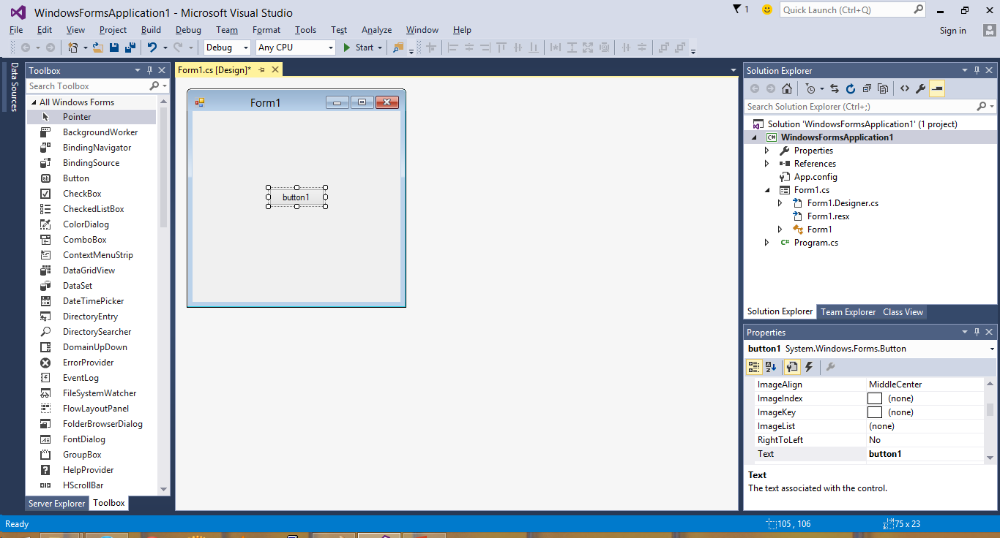 WindowsFormsApplication1 - Microsoft Visual Studio
1
Quick Launch (Ctrl+Q)
File Edit View Project Build Debug Team Format Tools Test Analyze Window Help
Sign in
Debug Any CPU Start
Data Sources
Toolbox
Search Toolbox
All Windows Forms
Pointer
BackgroundWorker
BindingNavigator
BindingSource
Button
CheckBox
CheckedListBox
ColorDialog
ComboBox
ContextMenuStrip
DataGridView
DataSet
DateTimePicker
DirectoryEntry
DirectorySearcher
DomainUpDown
ErrorProvider
EventLog
FileSystemWatcher
FlowLayoutPanel
FolderBrowserDialog
FontDialog
GroupBox
HelpProvider
HScrollBar
Server Explorer Toolbox
Form1.cs [Design]*
Form1
button1
Solution Explorer
Search Solution Explorer (Ctrl+;)
Solution 'WindowsFormsApplication1' (1 project)
WindowsFormsApplication1
Properties
References
App.config
Form1.cs
Form1.Designer.cs
Form1.resx
Form1
Program.cs
Solution Explorer Team Explorer Class View
Properties
button1 System.Windows.Forms.Button
ImageAlign MiddleCenter
ImageIndex (none)
ImageKey (none)
ImageList (none)
RightToLeft No
Text button1
Text
The text associated with the control.
Ready
105 , 106
75 x 23